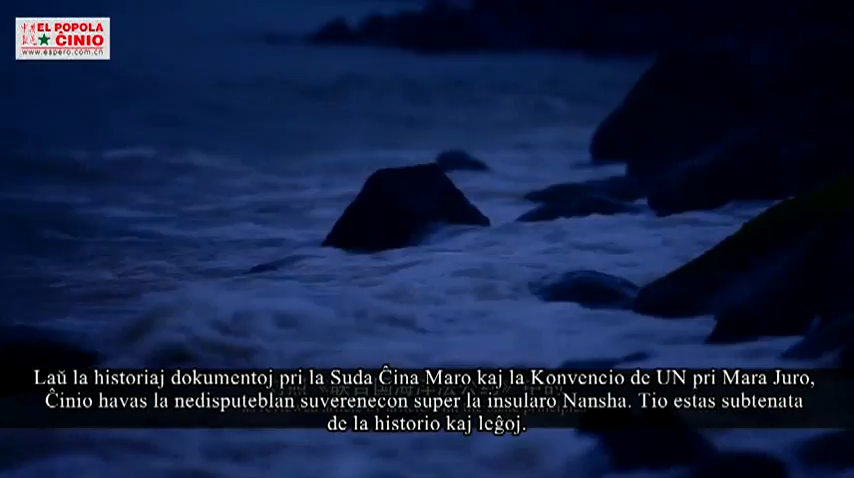 EL POPOLA
ĈINIO
www.espero.com.cn
Laŭ la historiaj dokumentoj pri la Suda Ĉina Maro kaj la Konvencio de UN pri Mara Juro,
Ĉinio havas la nedisputeblan suverenecon super la insularo Nansha. Tio estas subtenata
de la historio kaj leĝoj.